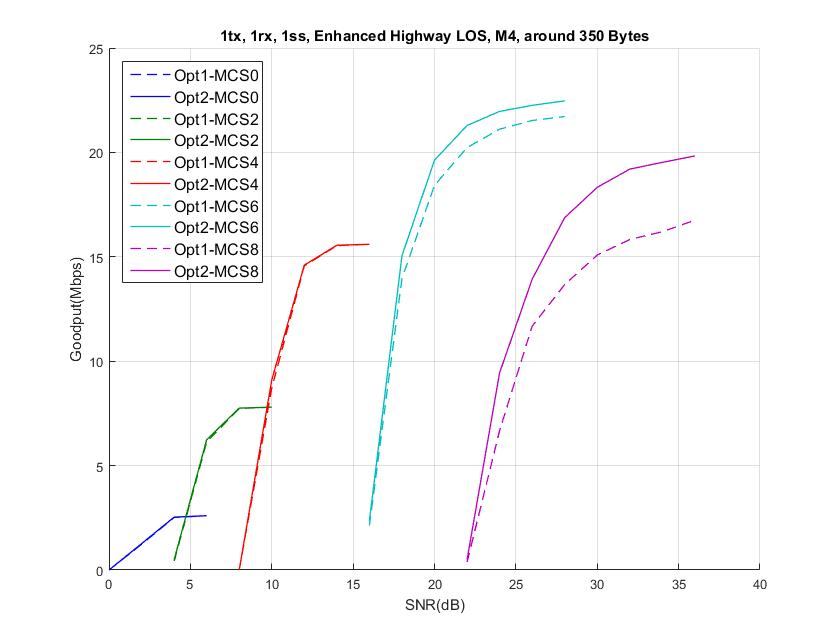 1tx, 1rx, 1ss, Enhanced Highway LOS, M4, around 350 Bytes
25
20
15
10
5
0
Goodput(Mbps)
Opt1-MCS0
Opt2-MCS0
Opt1-MCS2
Opt2-MCS2
Opt1-MCS4
Opt2-MCS4
Opt1-MCS6
Opt2-MCS6
Opt1-MCS8
Opt2-MCS8
0 5 10 15 20 25 30 35 40
SNR(dB)